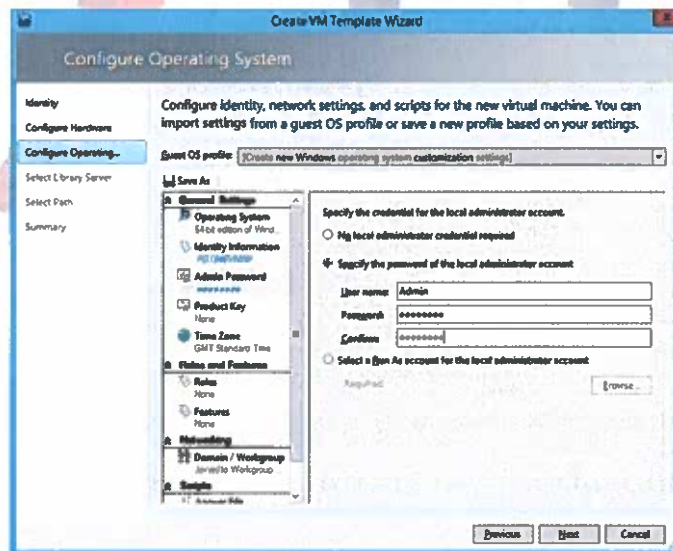 Create VM Template Wizard
Configure Operating System
Identity
Configure Hardware
Configure Operating...
Select Library Server
Select Path
Summary
Configure identity, network settings, and scripts for the new virtual machine. You can
import settings from a guest OS profile or save a new profile based on your settings.
Guest OS profile: [Create new Windows operating system customization settings]
Save As
General Settings
Operating System
64-bit edition of Wind...
Identity Information
Admin Password
Product Key
None
Time Zone
GMT Standard Time
Roles and Features
Roles
None
Features
None
Networking
Domain / Workgroup
Joined to Workgroup
Scripts
Answer File
Specify the credential for the local administrator account.
No local administrator credential required
Specify the password of the local administrator account
User name: Admin
Password:
Confirm:
Select a Run As account for the local administrator account
Required
Browse...
Previous
Next
Cancel